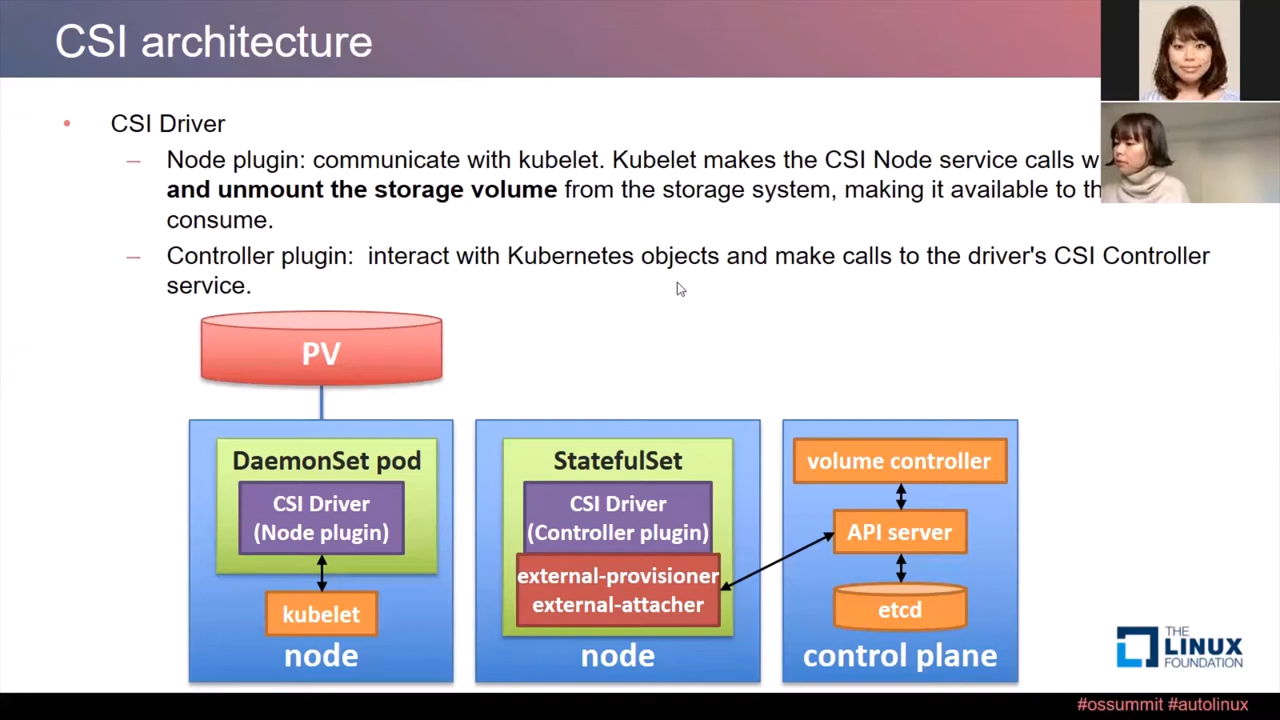 CSI architecture
• CSI Driver
– Node plugin: communicate with kubelet. Kubelet makes the CSI Node service calls
and unmount the storage volume from the storage system, making it available to
consume.
– Controller plugin: interact with Kubernetes objects and make calls to the driver's CSI Controller
service.
PV
DaemonSet pod
CSI Driver
(Node plugin)
kubelet
node
StatefulSet
CSI Driver
(Controller plugin)
external-provisioner
external-attacher
node
volume controller
API server
etcd
control plane
THE
LINUX
FOUNDATION
#ossummit #autolinux